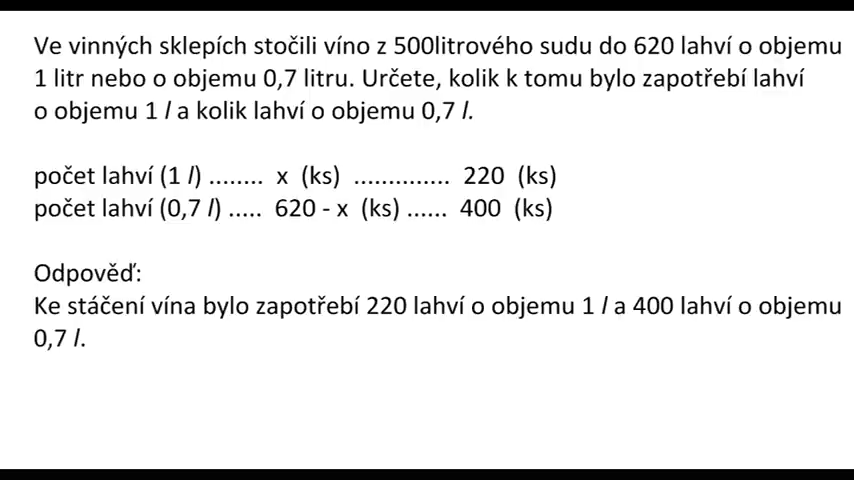 Ve vinných sklepích stočili víno z 500litrového sudu do 620 lahví o objemu
1 litr nebo o objemu 0,7 litru. Určete, kolik k tomu bylo zapotřebí lahví
o objemu 1 l a kolik lahví o objemu 0,7 l.
počet lahví (1 l) ........ x (ks) .............. 220 (ks)
počet lahví (0,7 l) ..... 620 - x (ks) ...... 400 (ks)
Odpověď:
Ke stáčení vína bylo zapotřebí 220 lahví o objemu 1 l a 400 lahví o objemu
0,7 l.